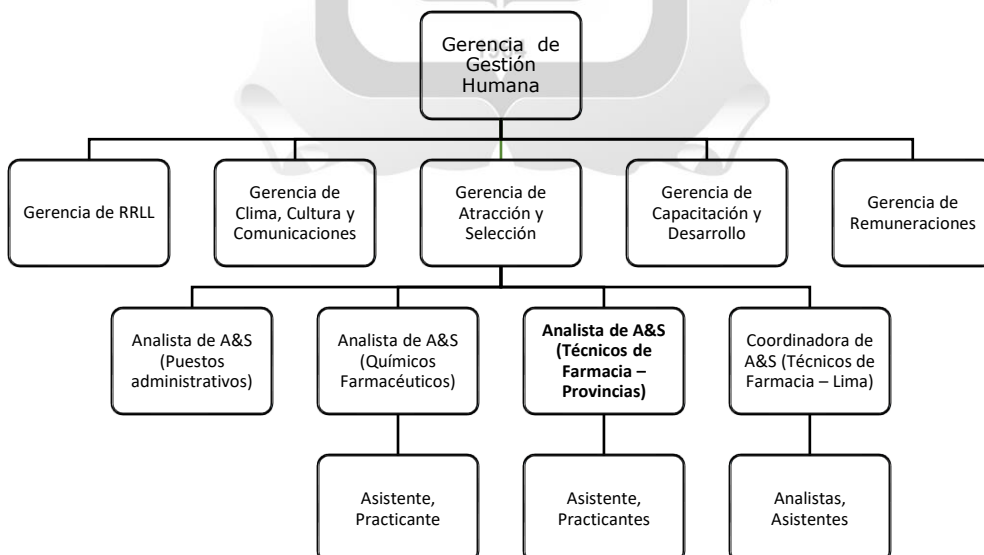 Gerencia de
Gestión
Humana
Gerencia de RRLL
Gerencia de
Clima, Cultura y
Comunicaciones
Gerencia de
Atracción y
Selección
Gerencia de
Capacitación y
Desarrollo
Gerencia de
Remuneraciones
Analista de A&S
(Puestos
administrativos)
Analista de A&S
(Químicos
Farmacéuticos)
Analista de A&S
(Técnicos de
Farmacia –
Provincias)
Coordinadora de
A&S (Técnicos de
Farmacia – Lima)
Asistente,
Practicante
Asistente,
Practicantes
Analistas,
Asistentes